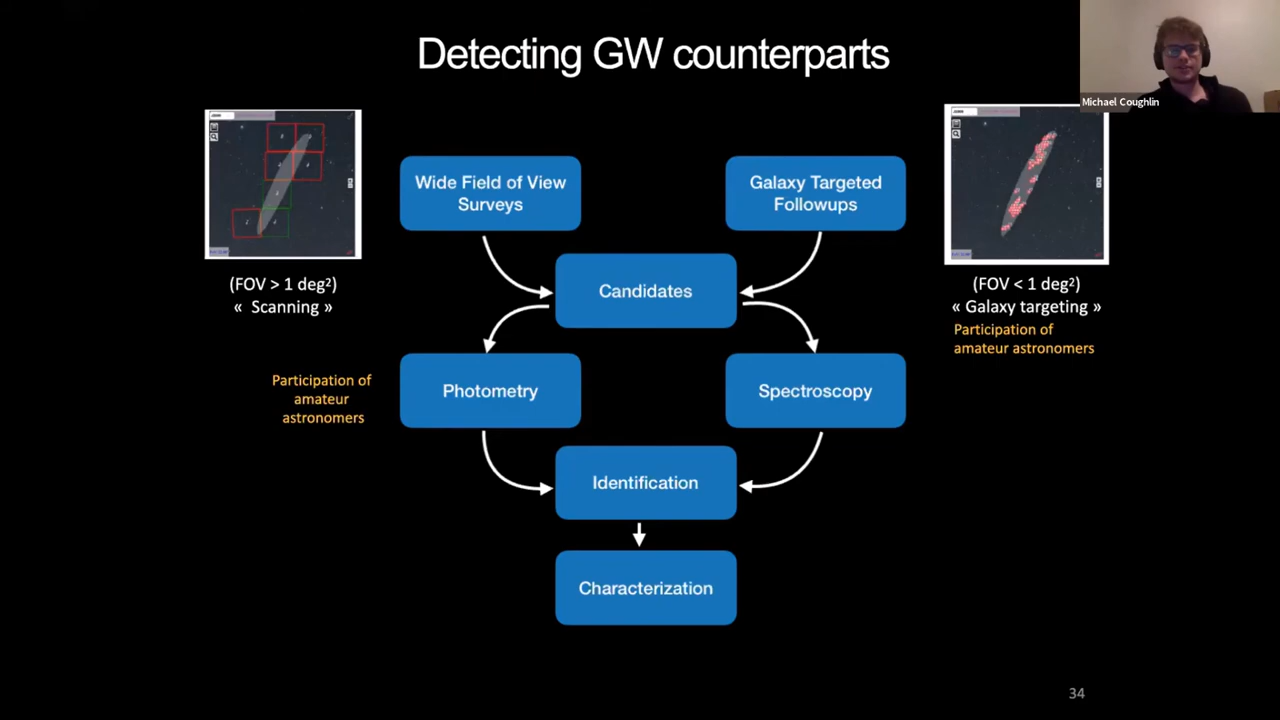 Detecting GW counterparts
Michael Coughlin
Wide Field of View
Surveys
Galaxy Targeted
Followups
(FOV > 1 deg²)
« Scanning »
Candidates
(FOV < 1 deg²)
« Galaxy targeting »
Participation of
amateur astronomers
Participation of
amateur
astronomers
Photometry
Spectroscopy
Identification
Characterization
34